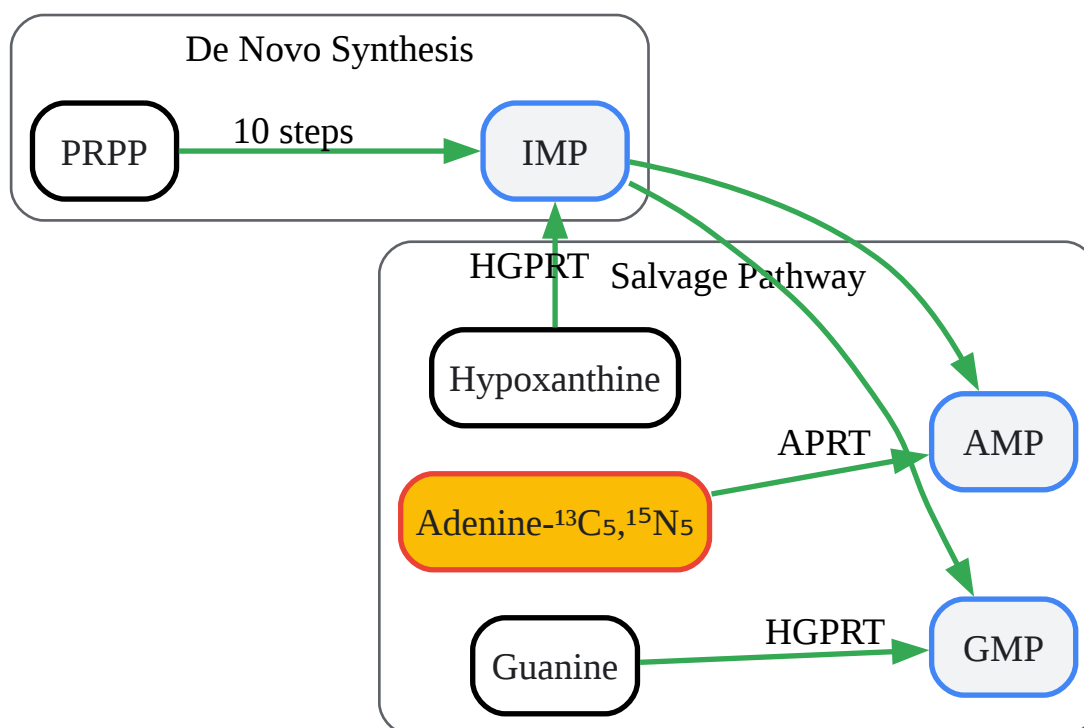 De Novo Synthesis
PRPP
10 steps
IMP
HGPRT
Salvage Pathway
Hypoxanthine
APRT
AMP
Adenine-¹³C₅,¹⁵N₅
HGPRT
Guanine
GMP